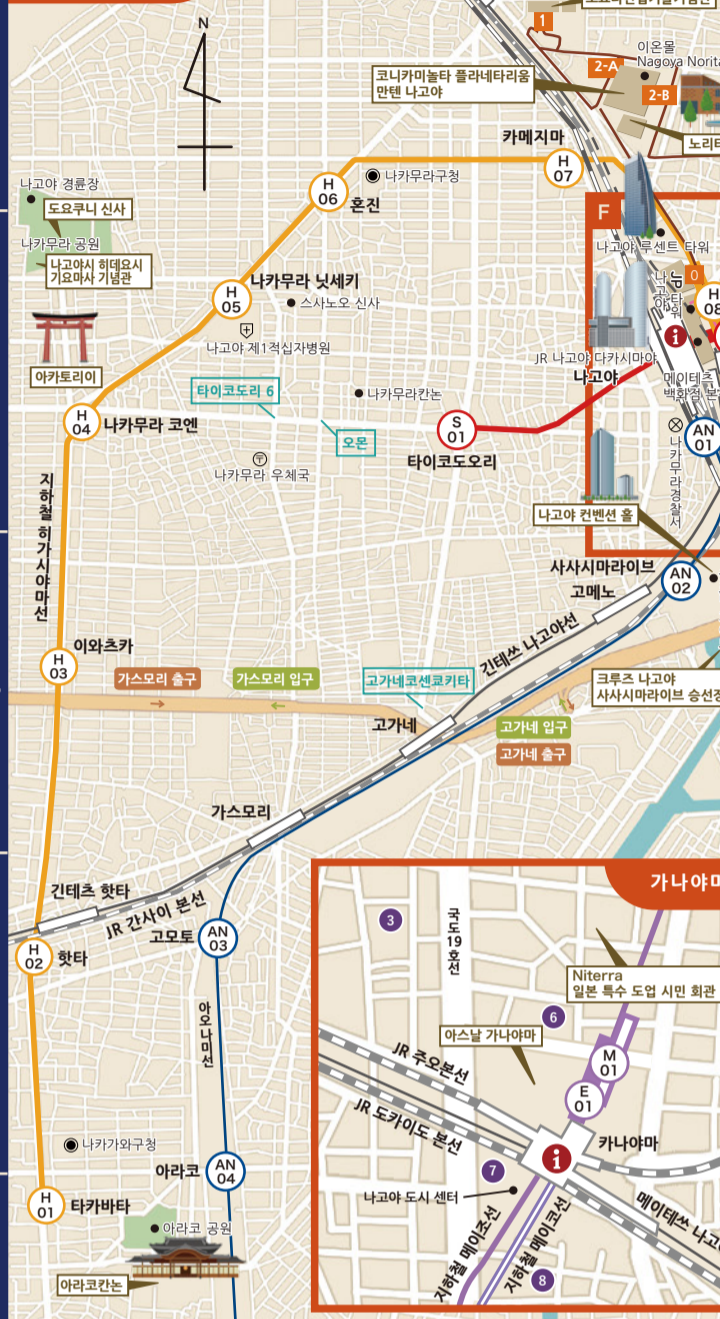 N
1
이온몰
Nagoya Norita
2-A
2-B
코니카미놀타 플라네타리움
만텐 나고야
노리타
카메지마
H
07
H
06
혼진
나카무라구청
나고야 경륜장
도요쿠니 신사
나카무라 공원
나고야시 히데요시
기요마사 기념관
F
나고야 루센트 타워
0
JP타워
나고야
H
08
나카무라 닛세키
H
05
스사노오 신사
나고야 제1적십자병원
아카토리이
JR 나고야 다카시마야
나고야
메이테츠
백화점 본
타이코도리 6
나카무라칸논
H
04
나카무라 코엔
오몬
S
01
타이코도오리
AN
01
나카무라경찰서
나카무라 우체국
지하철 히가시야마선
나고야 컨벤션 홀
사사시마라이브
AN
02
고메노
긴테쓰 나고야선
이와츠카
H
03
가스모리 출구
가스모리 입구
고가네코센쿄키타
크루즈 나고야
사사시마라이브 승선장
고가네
고가네 입구
고가네 출구
가스모리
긴테츠 핫타
JR 간사이 본선
고모토
AN
03
H
02
핫타
아오나미선
나카가와구청
아라코
AN
04
H
01
타카바타
아라코 공원
아라코칸논
가나야마
3
국도19호선
Niterra
일본 특수 도업 시민 회관
6
아스날 가나야마
M
01
E
01
JR 주오본선
JR 도카이도 본선
카나야마
7
나고야 도시 센터
메이테쓰 나고
지하철 메이조선
지하철 메이코선
8